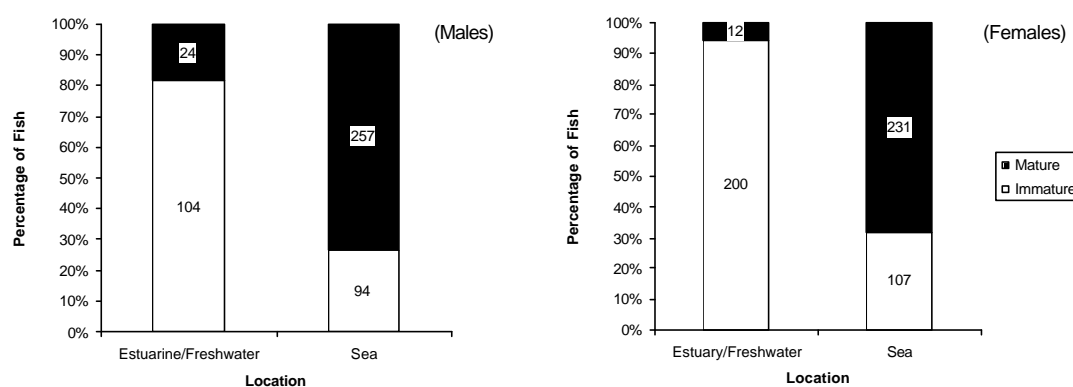 100%
90%
80%
70%
60%
50%
40%
30%
20%
10%
0%
Percentage of Fish
24
104
257
94
(Males)
Estuarine/Freshwater
Sea
Location
100%
90%
80%
70%
60%
50%
40%
30%
20%
10%
0%
Percentage of Fish
12
200
231
107
(Females)
Estuary/Freshwater
Sea
Location
Mature
Immature